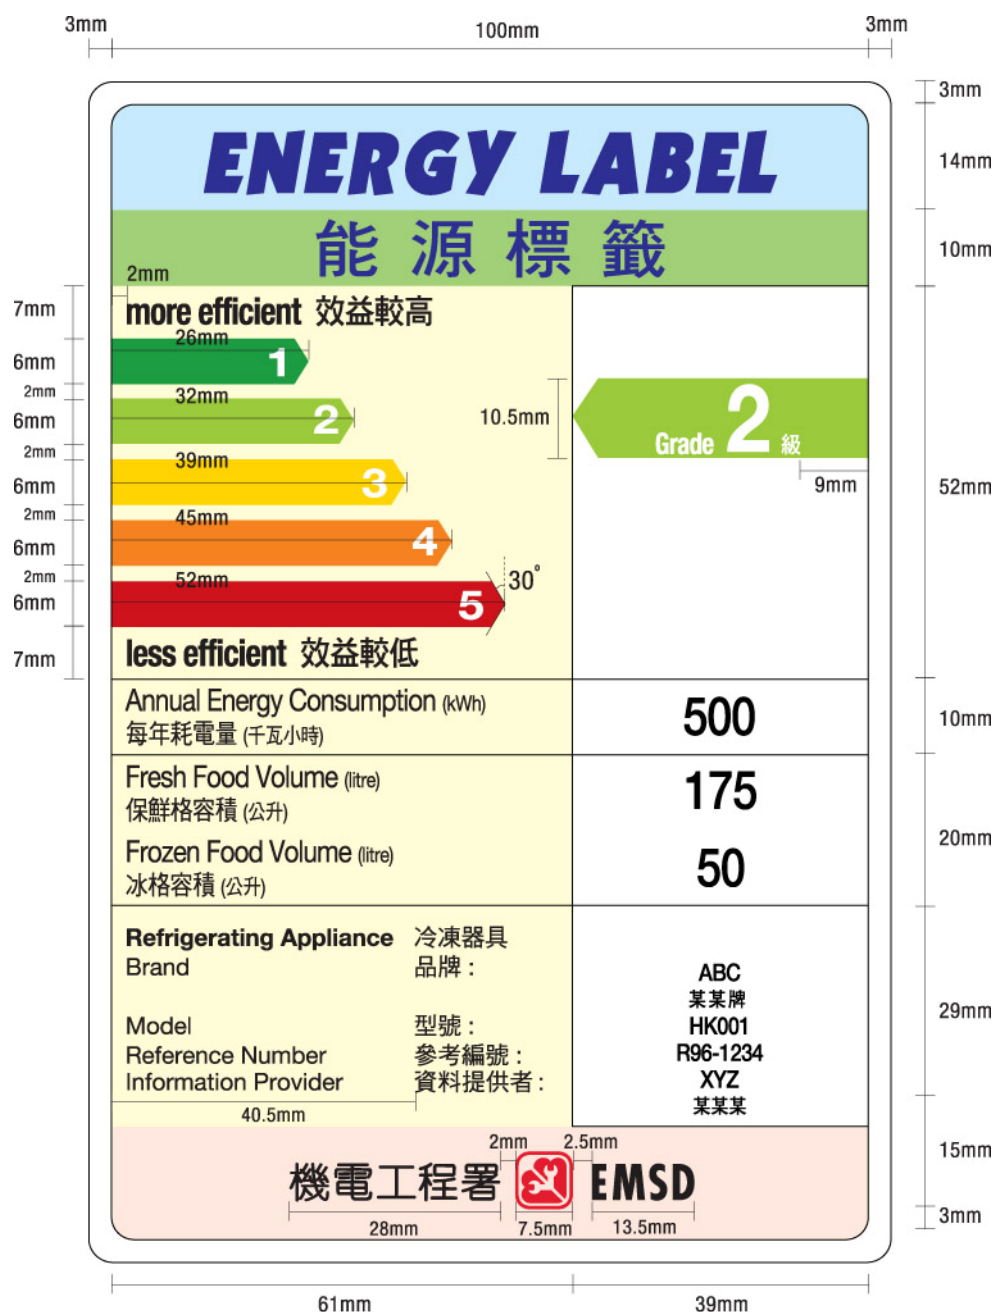 3mm 100mm 3mm
3mm
ENERGY LABEL
14mm
能源標籤
10mm
2mm
7mm
more efficient 效益較高
26mm
6mm
1
2mm
32mm
6mm
2
10.5mm
Grade 2 級
2mm
39mm
9mm
6mm
3
52mm
2mm
45mm
6mm
4
2mm
52mm
30°
6mm
5
7mm
less efficient 效益較低
Annual Energy Consumption (kWh)
每年耗電量 (千瓦小時)
500
10mm
Fresh Food Volume (litre)
保鮮格容積 (公升)
175
20mm
Frozen Food Volume (litre)
冰格容積 (公升)
50
Refrigerating Appliance 冷凍器具
Brand 品牌 : ABC
某某牌
29mm
Model 型號 : HK001
Reference Number 參考編號 : R96-1234
Information Provider 資料提供者 : XYZ
某某某
40.5mm
2mm 2.5mm
15mm
機電工程署 EMSD
28mm 7.5mm 13.5mm
3mm
61mm 39mm